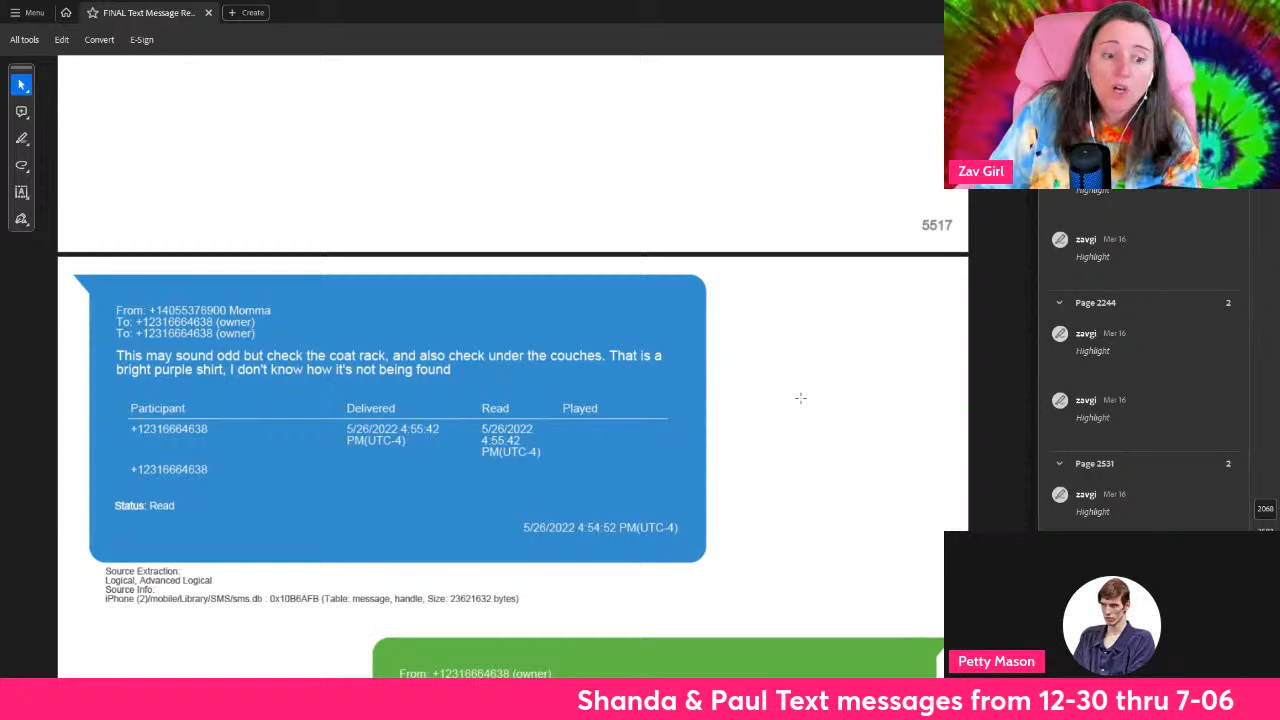 Menu
FINAL Text Message Re...
Create
All tools
Edit
Convert
E-Sign
Zav Girl
5517
Highlight
zavgi Mar 16
Highlight
Page 2244 2
zavgi Mar 16
Highlight
zavgi Mar 16
Highlight
Page 2531 2
zavgi Mar 16
Highlight
2068
From: +14055376900 Momma
To: +12316664638 (owner)
To: +12316664638 (owner)
This may sound odd but check the coat rack, and also check under the couches. That is a
bright purple shirt, I don't know how it's not being found
Participant Delivered Read Played
+12316664638 5/26/2022 4:55:42 5/26/2022
PM(UTC-4) 4:55:42
PM(UTC-4)
+12316664638
Status: Read
5/26/2022 4:54:52 PM(UTC-4)
Source Extraction:
Logical, Advanced Logical
Source Info:
iPhone (2)/mobile/Library/SMS/sms.db : 0x10B6AFB (Table: message, handle, Size: 23621632 bytes)
From: +12316664638 (owner)
Petty Mason
Shanda & Paul Text messages from 12-30 thru 7-06